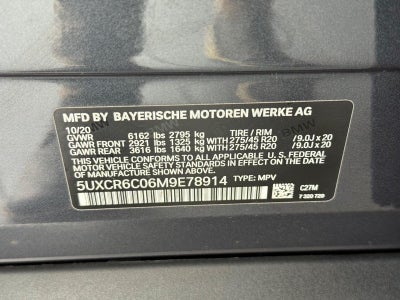 MFD BY BAYERISCHE MOTOREN WERKE AG
10/20 TIRE / RIM
GVWR 6162 lbs 2795 kg
GAWR FRONT 2921 lbs 1325 kg 275/45 R20 /9.0J x 20
GAWR REAR 3616 lbs 1640 kg 275/45 R20 /9.0J x 20
THIS VEHICLE CONFORMS TO ALL APPLICABLE FEDERAL
MOTOR VEHICLE SAFETY STANDARDS IN EFFECT ON THE
DATE OF MANUFACTURE SHOWN ABOVE.
5UXCR6C06M9E78914 TYPE: MPV C27M
7 320 720